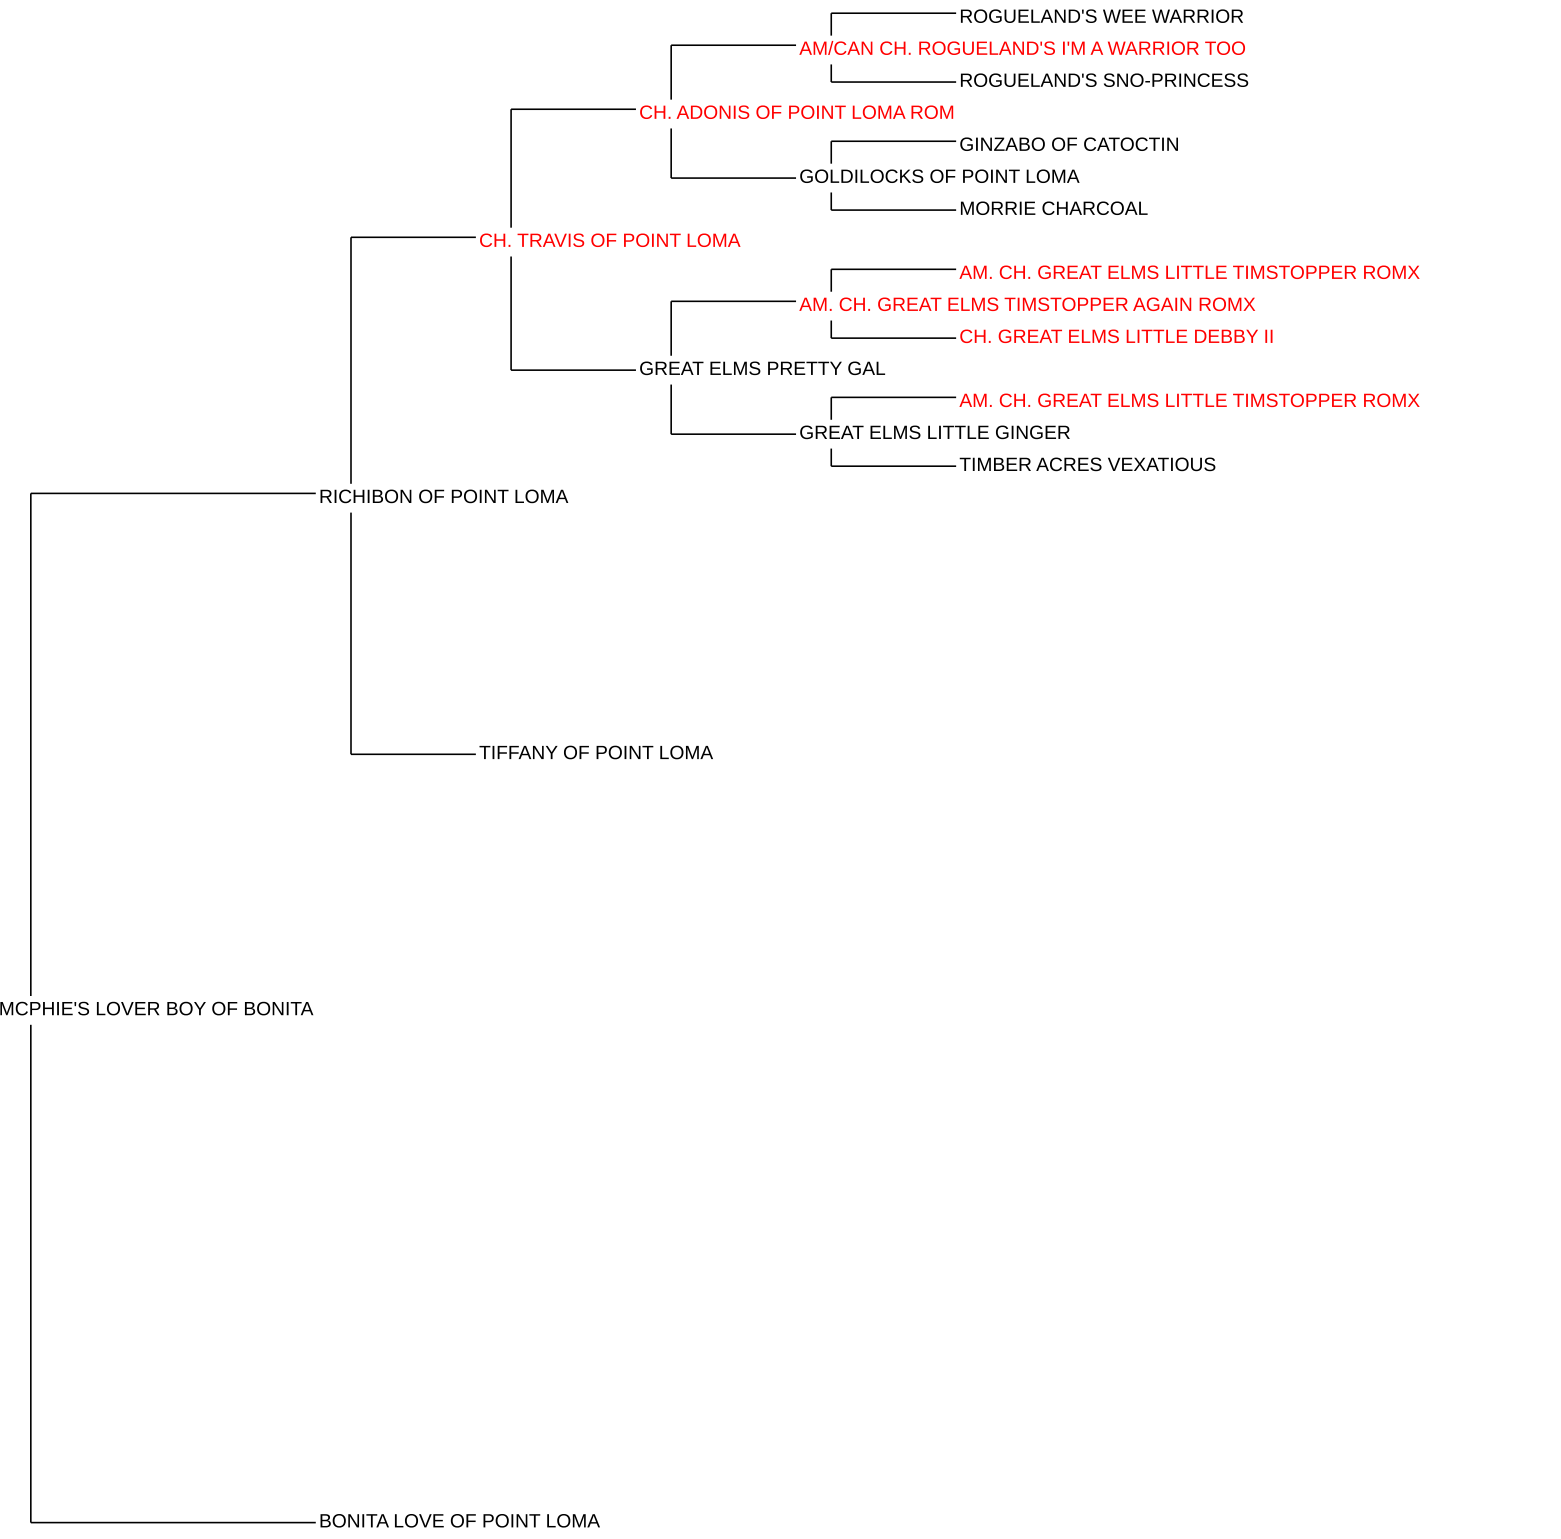 ROGUELAND'S WEE WARRIOR
AM/CAN CH. ROGUELAND'S I'M A WARRIOR TOO
ROGUELAND'S SNO-PRINCESS
CH. ADONIS OF POINT LOMA ROM
GINZABO OF CATOCTIN
GOLDILOCKS OF POINT LOMA
MORRIE CHARCOAL
CH. TRAVIS OF POINT LOMA
AM. CH. GREAT ELMS LITTLE TIMSTOPPER ROMX
AM. CH. GREAT ELMS TIMSTOPPER AGAIN ROMX
CH. GREAT ELMS LITTLE DEBBY II
GREAT ELMS PRETTY GAL
AM. CH. GREAT ELMS LITTLE TIMSTOPPER ROMX
GREAT ELMS LITTLE GINGER
TIMBER ACRES VEXATIOUS
RICHIBON OF POINT LOMA
TIFFANY OF POINT LOMA
MCPHIE'S LOVER BOY OF BONITA
BONITA LOVE OF POINT LOMA